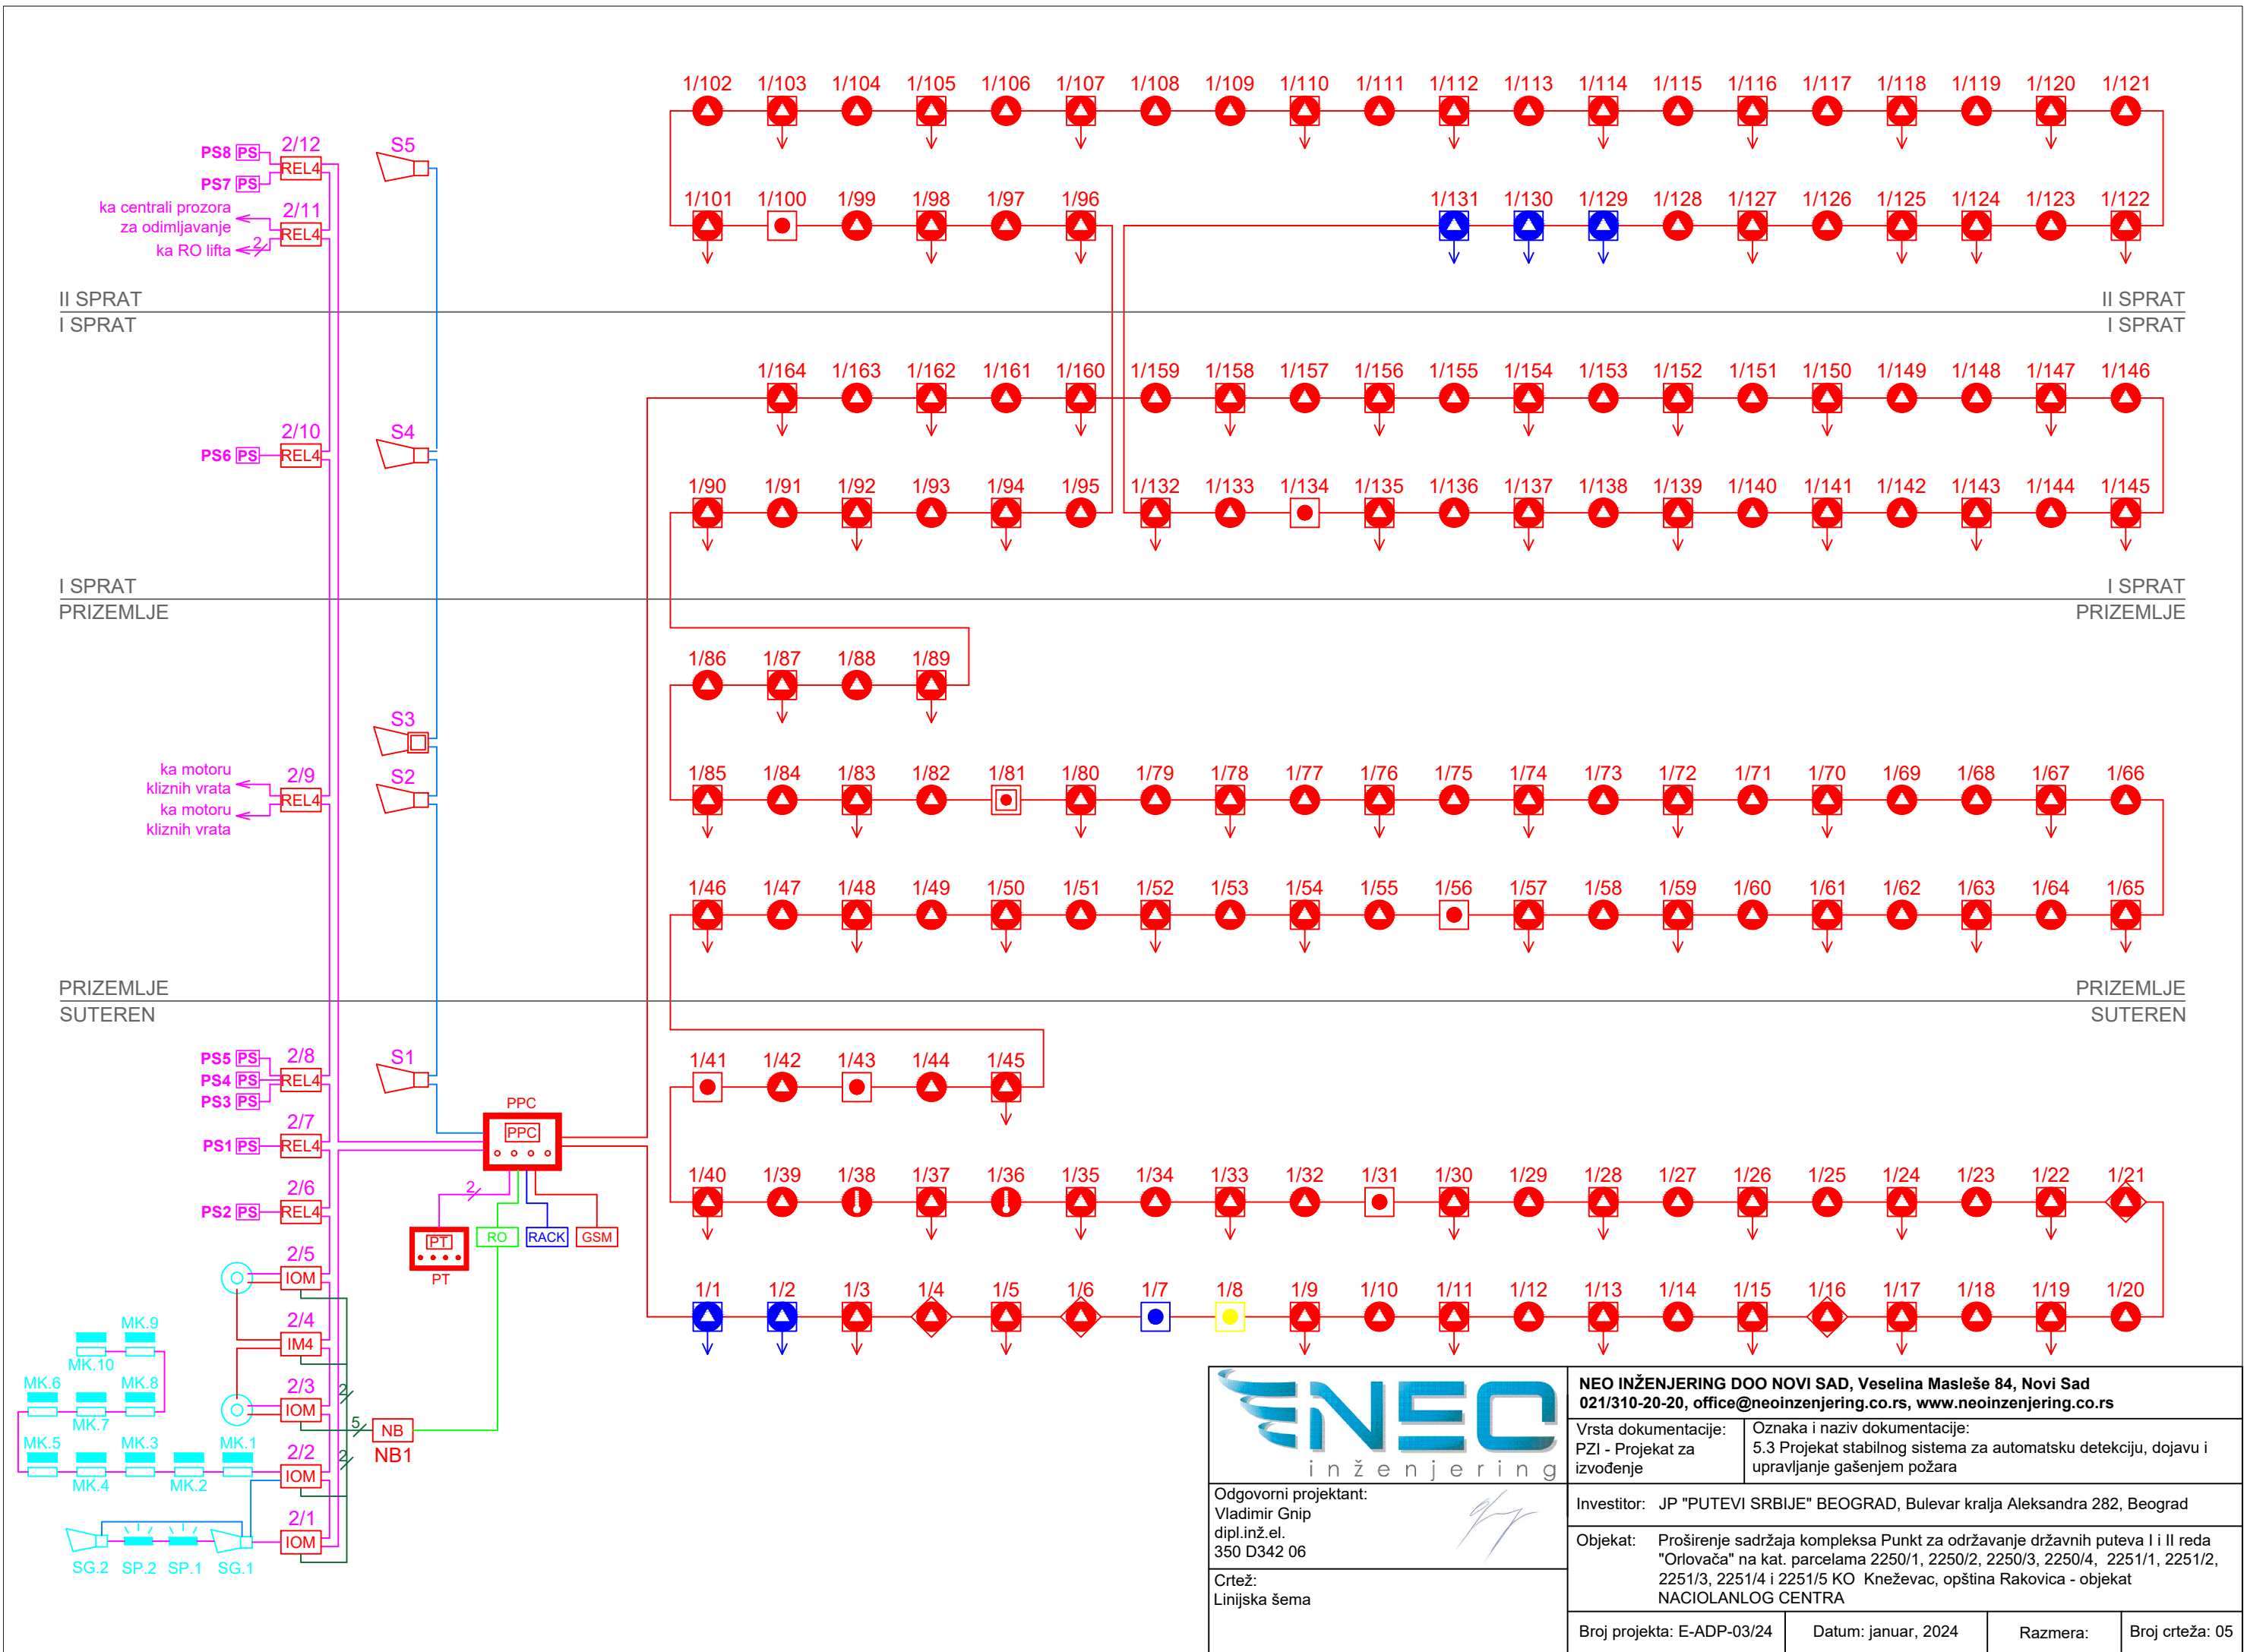 1/102 1/103 1/104 1/105 1/106 1/107 1/108 1/109 1/110 1/111 1/112 1/113 1/114 1/115 1/116 1/117 1/118 1/119 1/120 1/121
2/12
S5
PS8 PS
REL4
PS7 PS
ka centrali prozora
za odimljavanje
2/11
REL4
ka RO lifta
2
1/101 1/100 1/99 1/98 1/97 1/96 1/131 1/130 1/129 1/128 1/127 1/126 1/125 1/124 1/123 1/122
II SPRAT II SPRAT
I SPRAT I SPRAT
1/164 1/163 1/162 1/161 1/160 1/159 1/158 1/157 1/156 1/155 1/154 1/153 1/152 1/151 1/150 1/149 1/148 1/147 1/146
2/10
S4
PS6 PS
REL4
1/90 1/91 1/92 1/93 1/94 1/95 1/132 1/133 1/134 1/135 1/136 1/137 1/138 1/139 1/140 1/141 1/142 1/143 1/144 1/145
I SPRAT I SPRAT
PRIZEMLJE PRIZEMLJE
1/86 1/87 1/88 1/89
S3
ka motoru
kliznih vrata
ka motoru
kliznih vrata
2/9
REL4
S2
1/85 1/84 1/83 1/82 1/81 1/80 1/79 1/78 1/77 1/76 1/75 1/74 1/73 1/72 1/71 1/70 1/69 1/68 1/67 1/66
1/46 1/47 1/48 1/49 1/50 1/51 1/52 1/53 1/54 1/55 1/56 1/57 1/58 1/59 1/60 1/61 1/62 1/63 1/64 1/65
PRIZEMLJE PRIZEMLJE
SUTEREN SUTEREN
2/8
S1
PS5 PS
PS4 PS
REL4
PS3 PS
1/41 1/42 1/43 1/44 1/45
2/7
PS1 PS
REL4
PPC
PPC
2/6
PS2 PS
REL4
2
PT
PT
RO
RACK
GSM
1/40 1/39 1/38 1/37 1/36 1/35 1/34 1/33 1/32 1/31 1/30 1/29 1/28 1/27 1/26 1/25 1/24 1/23 1/22 1/21
2/5
IOM
1/1 1/2 1/3 1/4 1/5 1/6 1/7 1/8 1/9 1/10 1/11 1/12 1/13 1/14 1/15 1/16 1/17 1/18 1/19 1/20
2/4
IM4
MK.9
MK.10
MK.6 MK.8
MK.7
2/3
IOM
2
5
NB
NB1
MK.5 MK.3 MK.1
MK.4 MK.2
2/2
IOM
2
2/1
IOM
SG.2 SP.2 SP.1 SG.1
NEO
inženjering
NEO INŽENJERING DOO NOVI SAD, Veselina Masleše 84, Novi Sad
021/310-20-20, office@neoinzenjering.co.rs, www.neoinzenjering.co.rs
Vrsta dokumentacije:
PZI - Projekat za
izvođenje
Oznaka i naziv dokumentacije:
5.3 Projekat stabilnog sistema za automatsku detekciju, dojavu i
upravljanje gašenjem požara
Odgovorni projektant:
Vladimir Gnip
dipl.inž.el.
350 D342 06
Investitor: JP "PUTEVI SRBIJE" BEOGRAD, Bulevar kralja Aleksandra 282, Beograd
Objekat: Proširenje sadržaja kompleksa Punkt za održavanje državnih puteva I i II reda
"Orlovača" na kat. parcelama 2250/1, 2250/2, 2250/3, 2250/4, 2251/1, 2251/2,
2251/3, 2251/4 i 2251/5 KO Kneževac, opština Rakovica - objekat
NACIOLANLOG CENTRA
Crtež:
Linijska šema
Broj projekta: E-ADP-03/24
Datum: januar, 2024
Razmera:
Broj crteža: 05